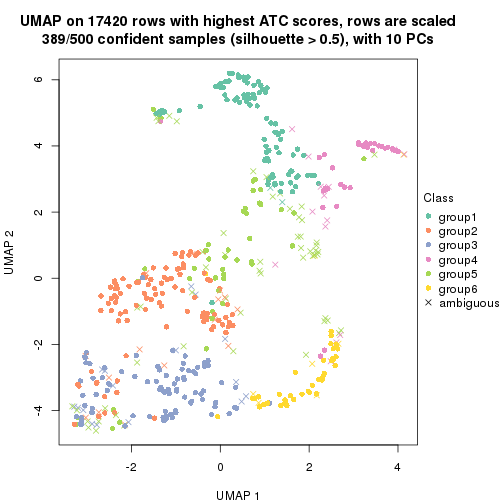 UMAP on 17420 rows with highest ATC scores, rows are scaled
389/500 confident samples (silhouette > 0.5), with 10 PCs
6
4
2
0
-2
-4
UMAP 2
-2
0
2
4
UMAP 1
Class
group1
group2
group3
group4
group5
group6
ambiguous